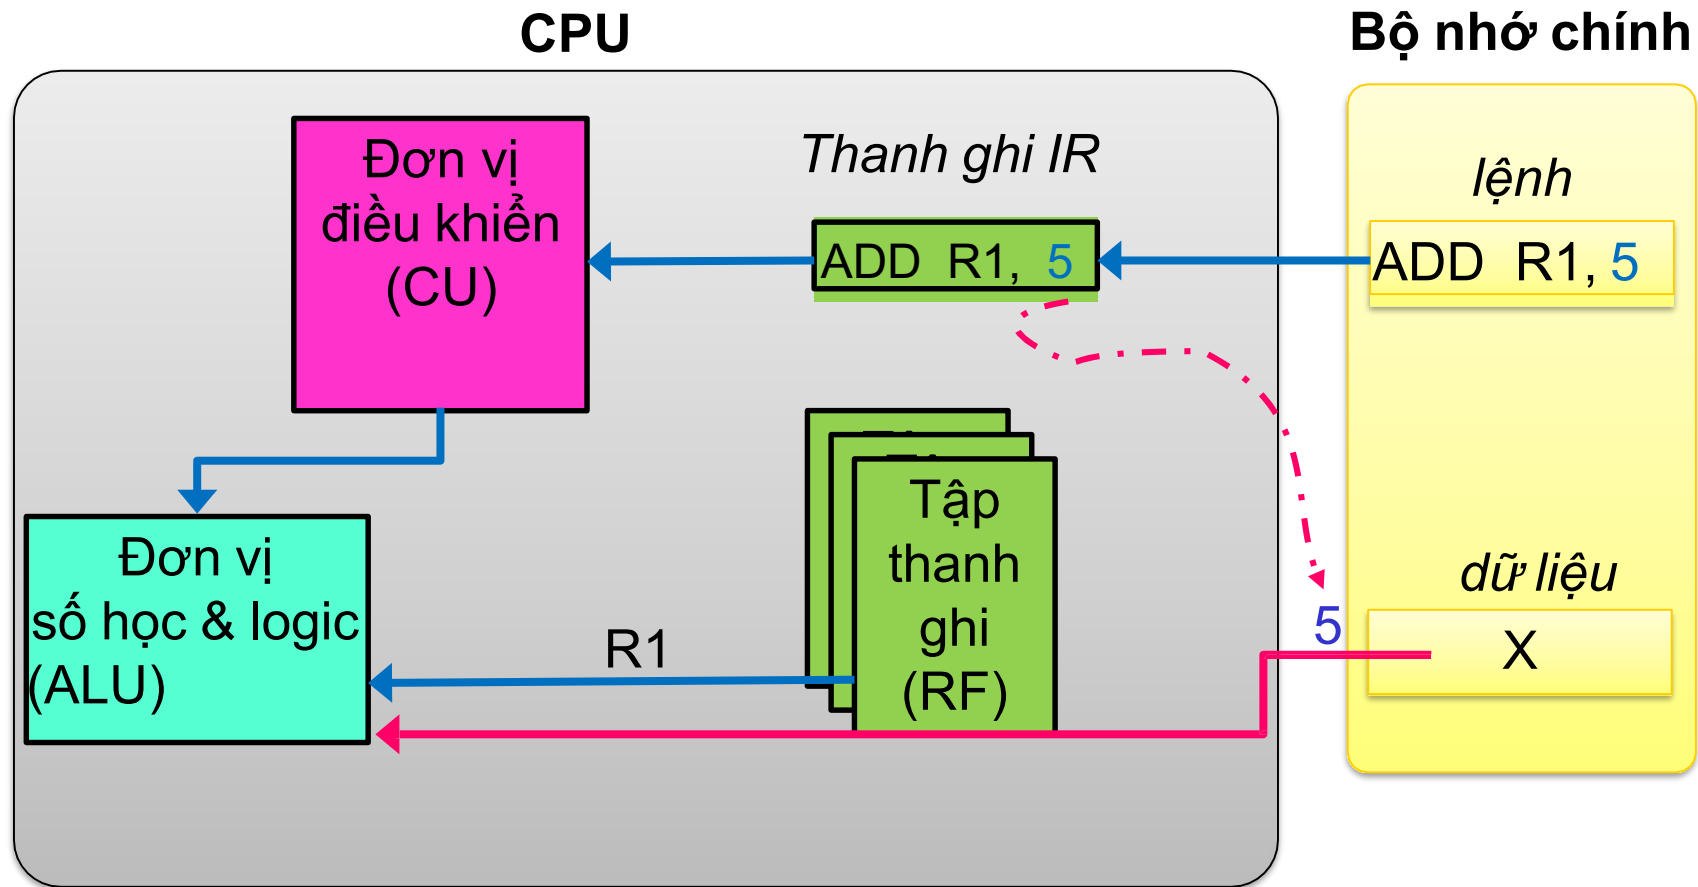 CPU
Bộ nhớ chính
Đơn vị
điều khiển
(CU)
Thanh ghi IR
ADD R1, 5
lệnh
ADD R1, 5
Đơn vị
số học & logic
(ALU)
R1
Tập
thanh
ghi
(RF)
5
dữ liệu
X